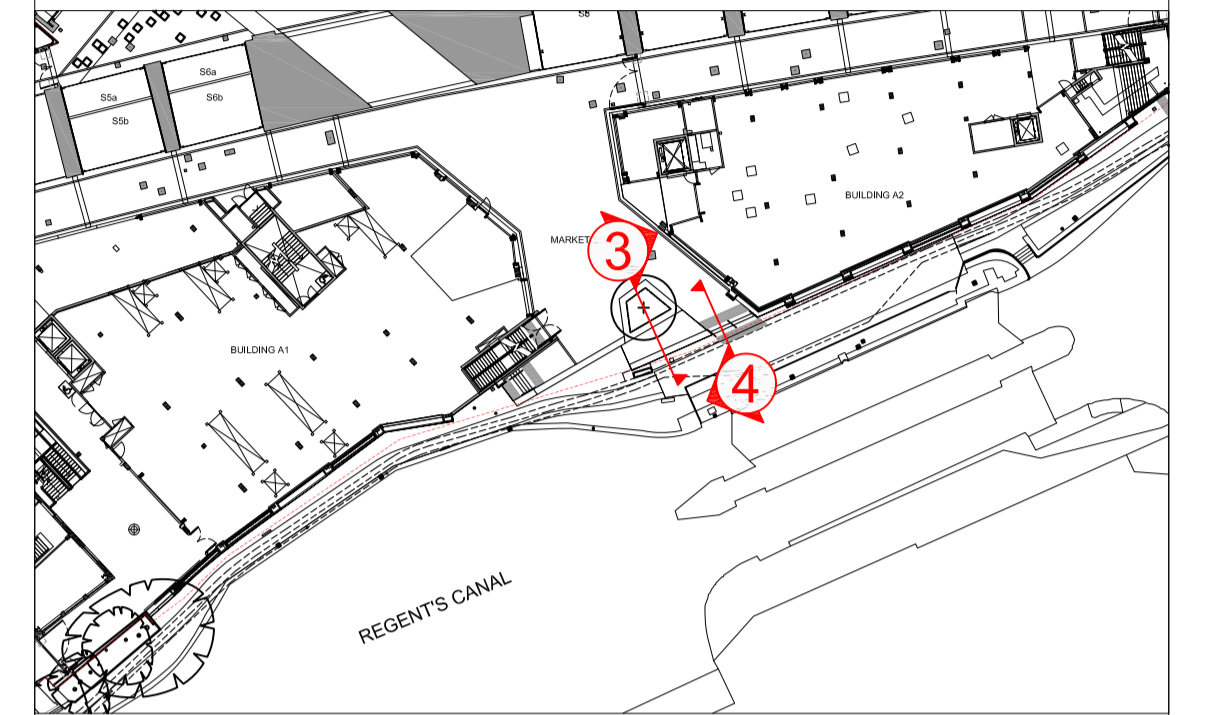 S8
S6a
S6b
S5a
S5b
BUILDING A2
MARKET
3
BUILDING A1
4
REGENT'S CANAL